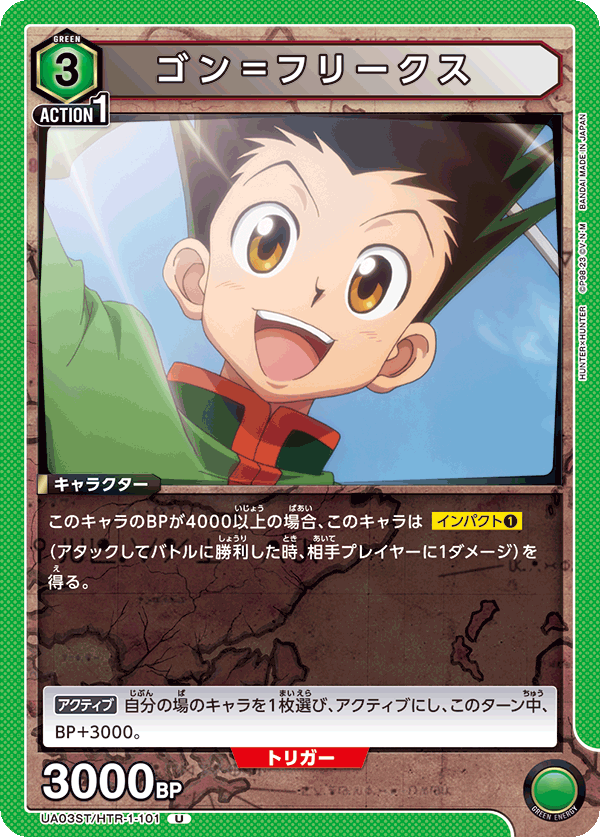 GREEN
3
ゴン＝フリークス
ACTION 1
キャラクター
このキャラのBPが4000以上の場合、このキャラは インパクト❶
（アタックしてバトルに勝利した時、相手プレイヤーに1ダメージ）を
得る。
アクティブ 自分の場のキャラを1枚選び、アクティブにし、このターン中、
BP+3000。
トリガー
3000BP
UA03ST/HTR-1-101 U
GREEN ENERGY
HUNTER×HUNTER ©P98-23 ©V・N・M BANDAI MADE IN JAPAN